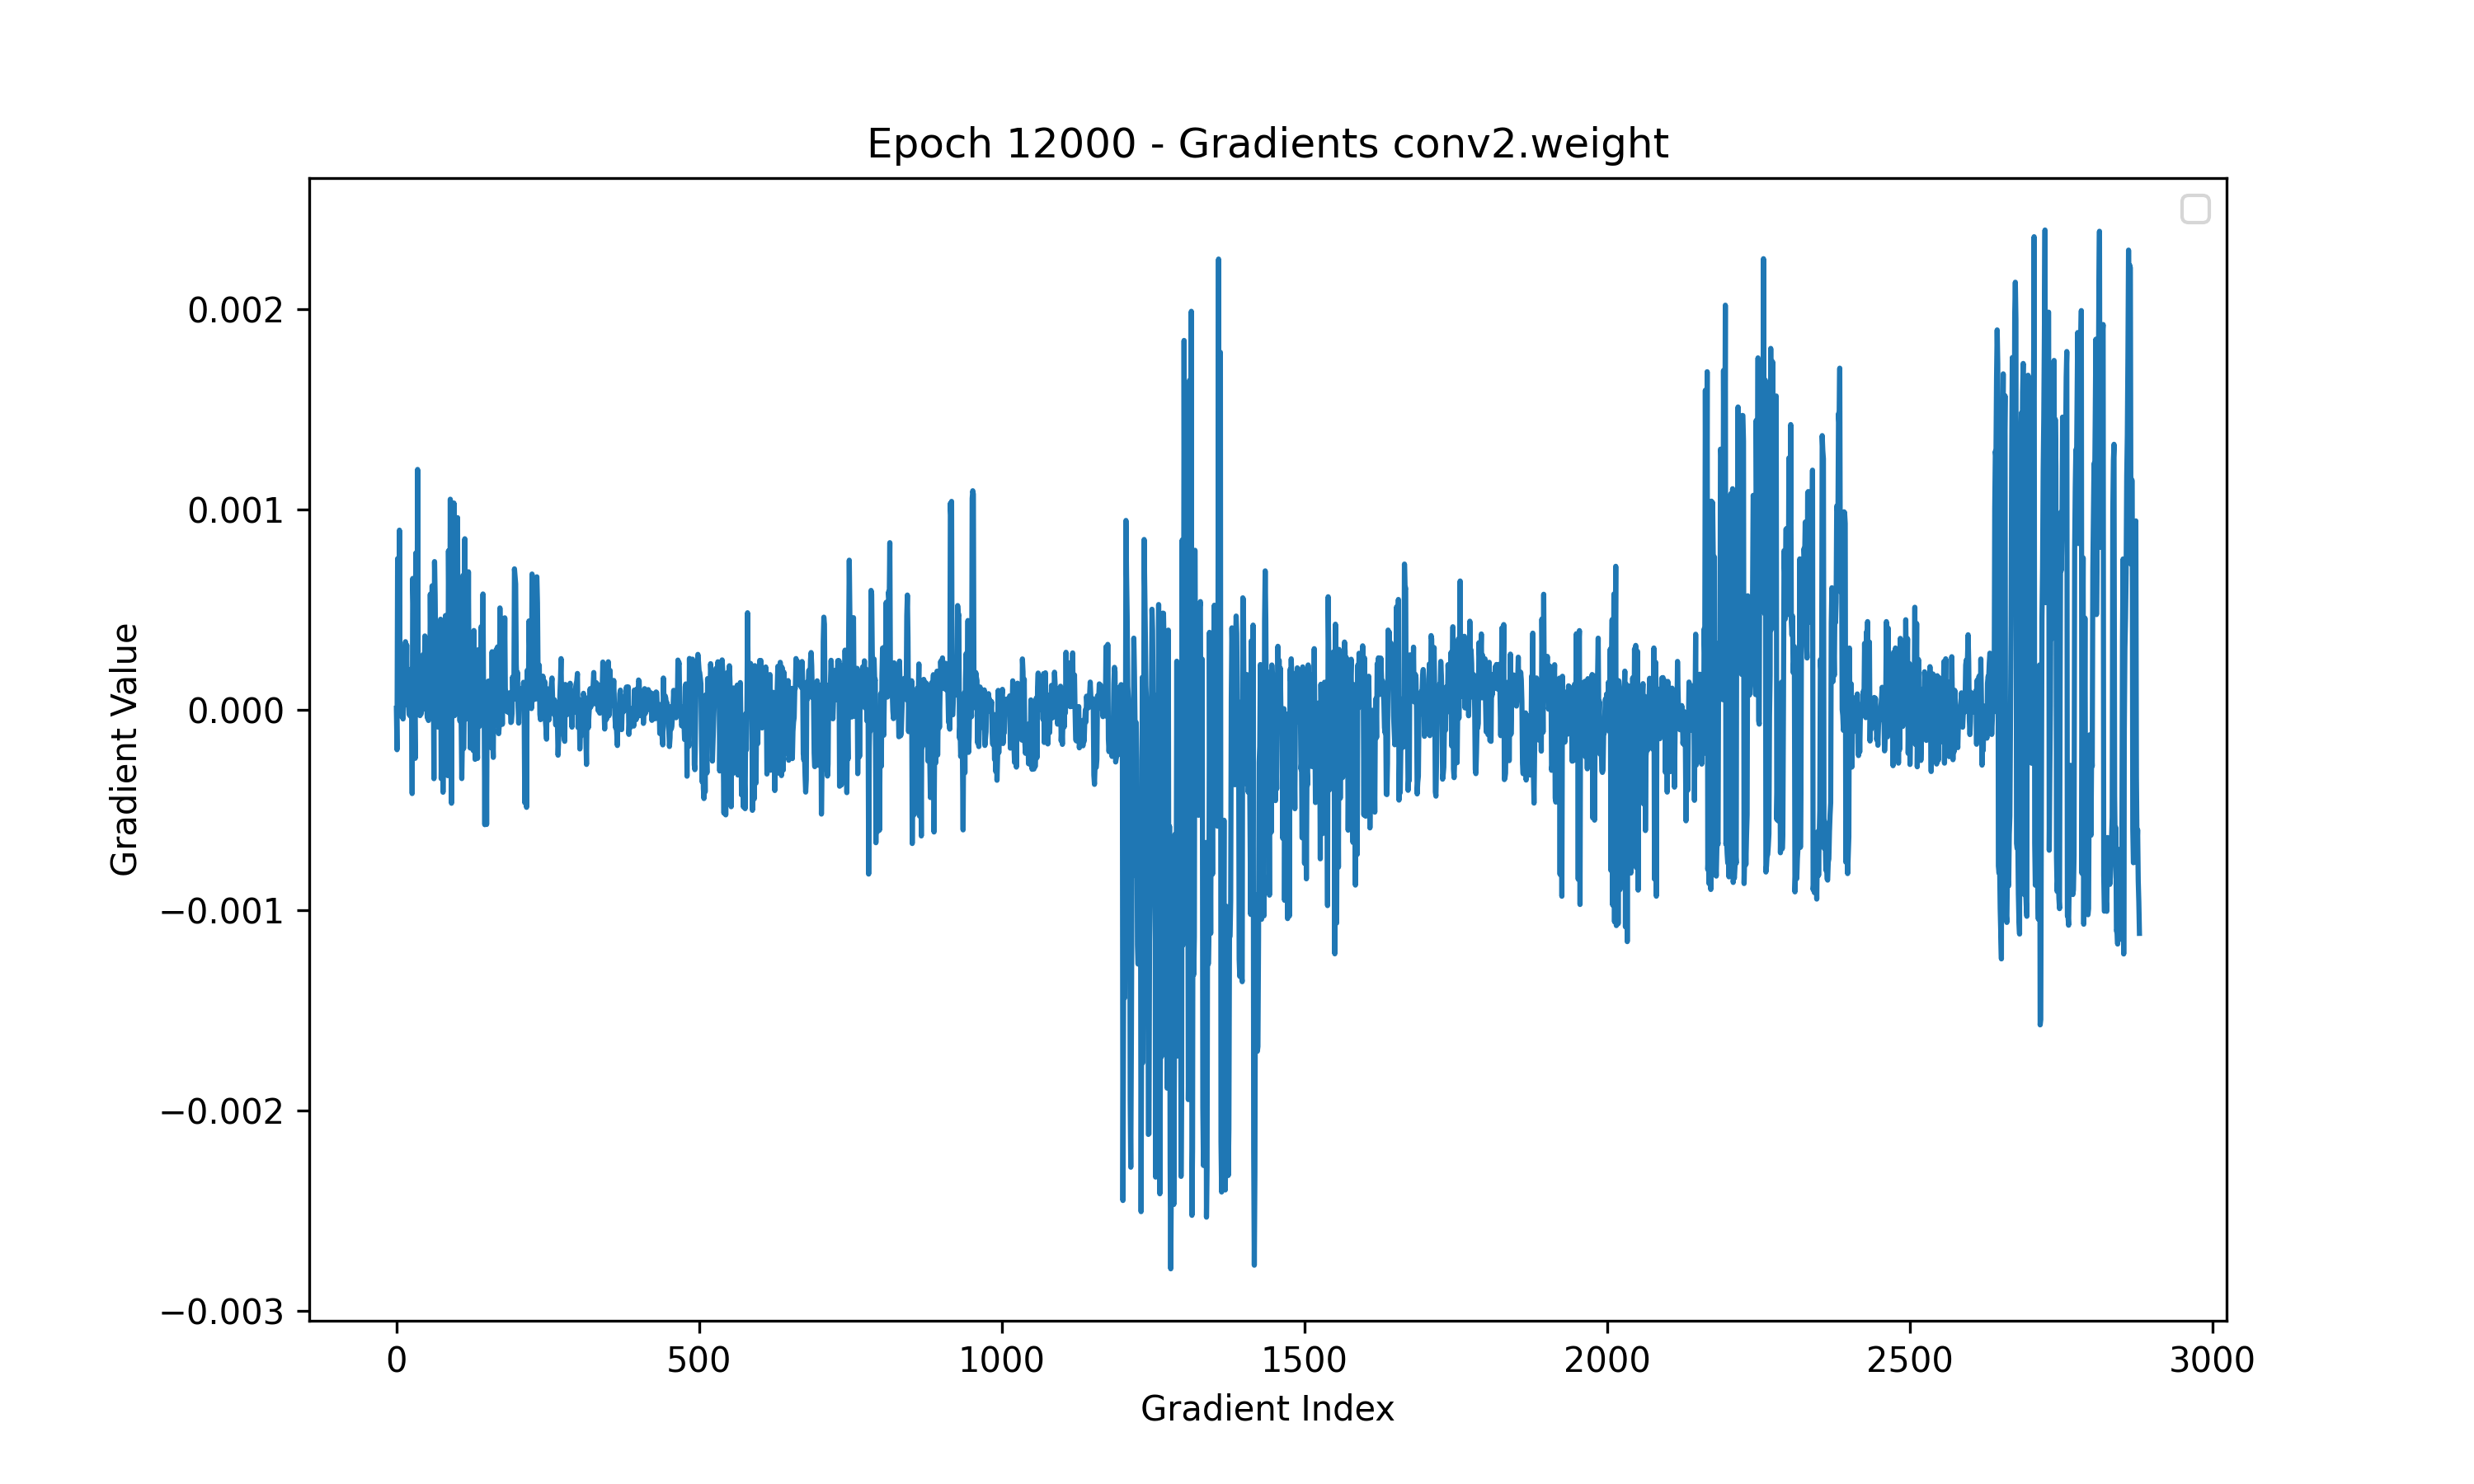 Epoch 12000 - Gradients conv2.weight
Gradient Value
0.002
0.001
0.000
−0.001
−0.002
−0.003
0 500 1000 1500 2000 2500 3000
Gradient Index